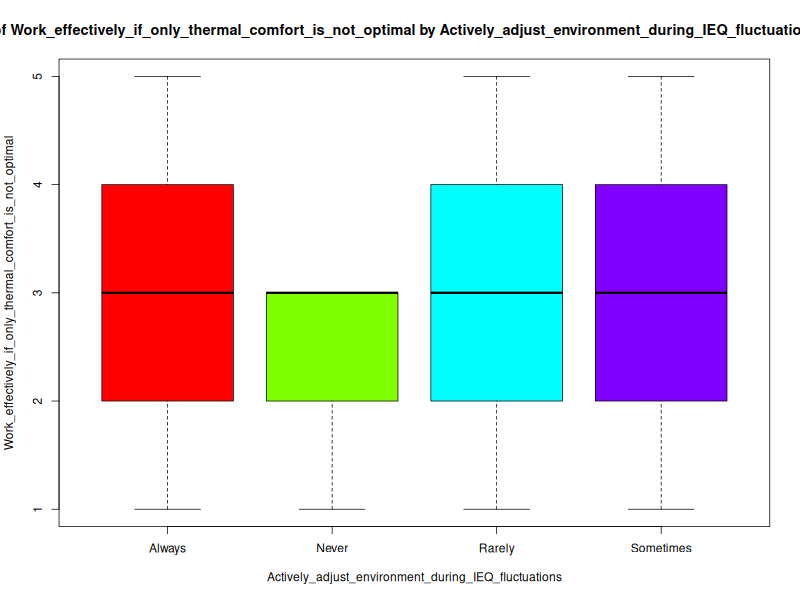 f Work_effectively_if_only_thermal_comfort_is_not_optimal by Actively_adjust_environment_during_IEQ_fluctuatio
Work_effectively_if_only_thermal_comfort_is_not_optimal
5
4
3
2
1
Always Never Rarely Sometimes
Actively_adjust_environment_during_IEQ_fluctuations